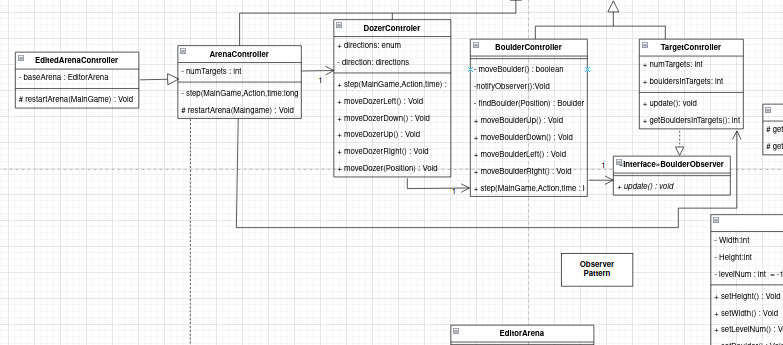 EditedArenaController
- baseArena : EditorArena
# restartArena(MainGame) : Void
ArenaController
- numTargets : int
- step(MainGame,Action,time:long
# restartArena(Maingame) : Void
1
DozerController
+ directions: enum
- direction: directions
+ step(MainGame,Action,time) :
+ moveDozerLeft() : Void
+ moveDozerDown() : Void
+ moveDozerUp() : Void
+ moveDozerRight() : Void
+ moveDozer(Position) : Void
1
BoulderController
- moveBoulder() : boolean
-notifyObserver():Void
- findBoulder(Position) : Boulder
+ moveBoulderUp() : Void
+ moveBoulderDown() : Void
+ moveBoulderLeft() : Void
+ moveBoulderRight() : Void
+ step(MainGame,Action,time : l
1
TargetController
+ numTargets: int
+ bouldersInTargets: int
+ update(): void
+ getBouldersInTargets(): int
«Interface»BoulderObserver
+ update() : void
# get
# get
Observer
Pattern
- Width:int
- Height:int
- levelNum : int = -1
+ setHeight() : Void
+ setWidth() : Void
+ setLevelNum() : V
EditorArena